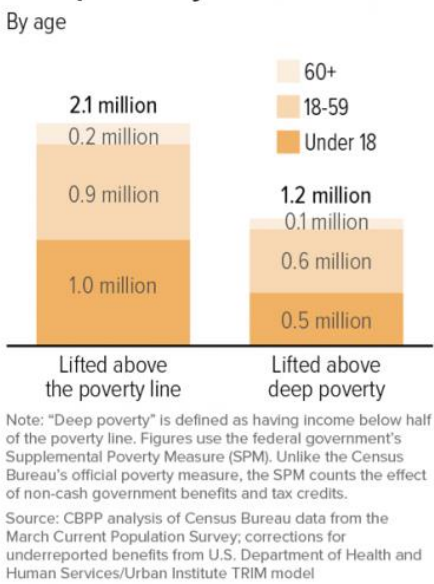 By age
60+
18-59
Under 18
2.1 million
0.2 million
0.9 million
1.0 million
1.2 million
0.1 million
0.6 million
0.5 million
Lifted above
the poverty line
Lifted above
deep poverty
Note: “Deep poverty” is defined as having income below half
of the poverty line. Figures use the federal government’s
Supplemental Poverty Measure (SPM). Unlike the Census
Bureau’s official poverty measure, the SPM counts the effect
of non-cash government benefits and tax credits.
Source: CBPP analysis of Census Bureau data from the
March Current Population Survey; corrections for
underreported benefits from U.S. Department of Health and
Human Services/Urban Institute TRIM model